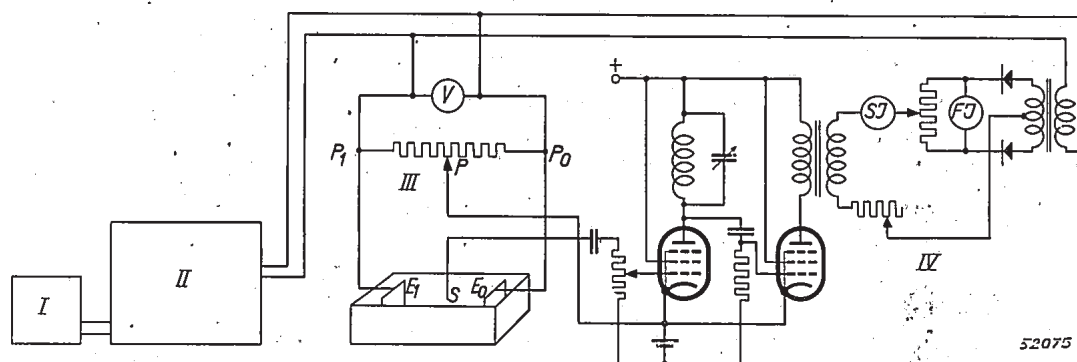 +
V
SJ
FJ
P₁
P
P₀
III
II
IV
E₁
S
E₀
I
52075